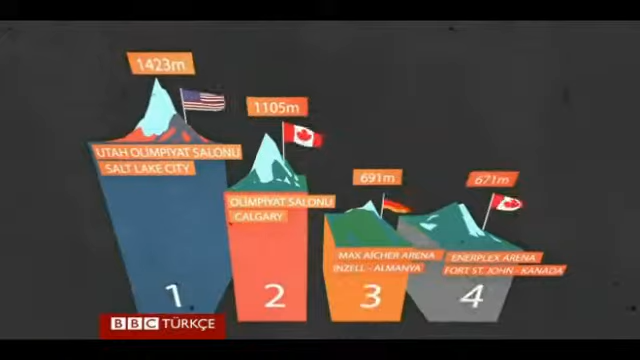 1423m
UTAH OLIMPIYAT SALONU
SALT LAKE CITY
1
1105m
OLIMPIYAT SALONU
CALGARY
2
691m
MAX AICHER ARENA
INZELL - ALMANYA
3
671m
ENERPLEX ARENA
FORT ST. JOHN - KANADA
4
BBC TÜRKÇE